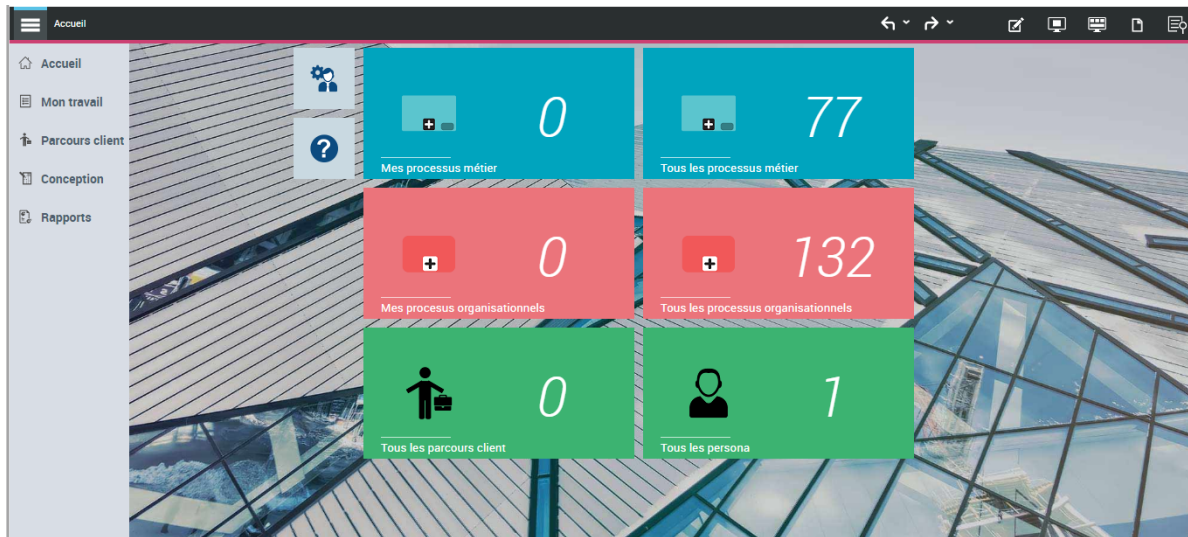 Accueil
Accueil
Mon travail
Parcours client
Conception
Rapports
0
Mes processus métier
77
Tous les processus métier
0
Mes procesus organisationnels
132
Tous les processus organisationnels
0
Tous les parcours client
1
Tous les persona